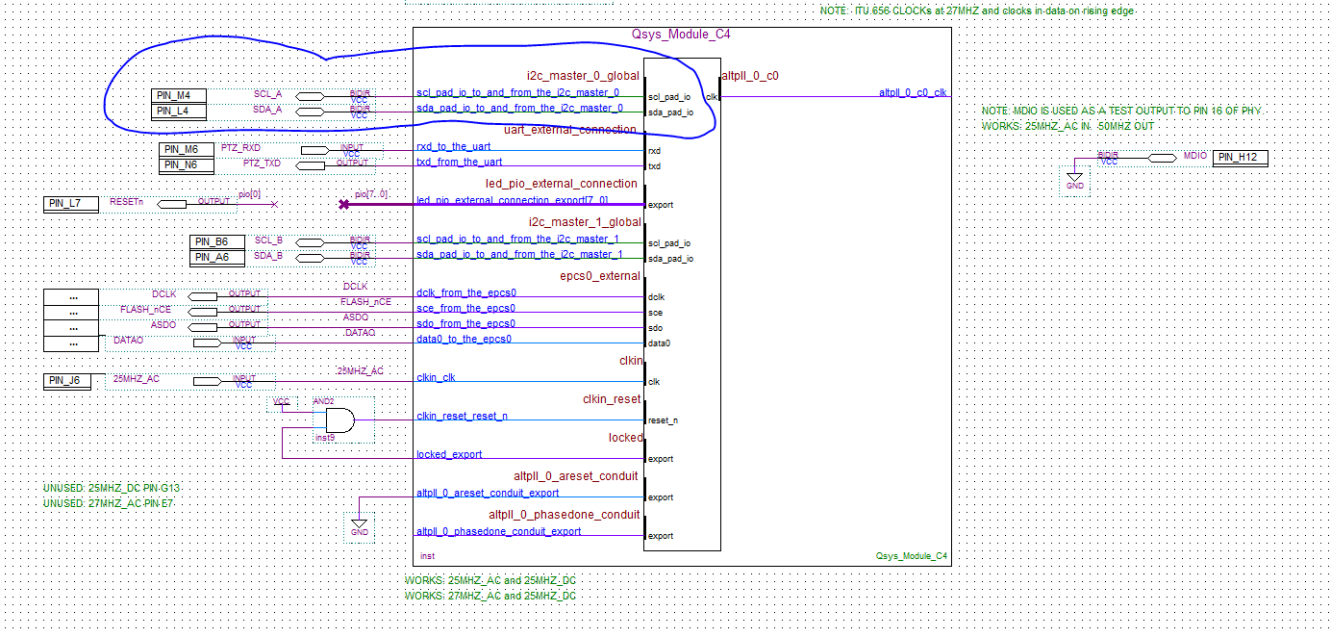 NOTE: ITU.656 CLOCKs at 27MHZ and clocks in data on rising edge
Qsys_Module_C4
i2c_master_0_global
altpll_0_c0
PIN_M4 SCL_A BIDIR VCC scl_pad_io_to_and_from_the_i2c_master_0 scl_pad_io clk altpll_0_c0_clk
PIN_L4 SDA_A BIDIR VCC sda_pad_io_to_and_from_the_i2c_master_0 sda_pad_io
NOTE: MDIO IS USED AS A TEST OUTPUT TO PIN 16 OF PHY
WORKS: 25MHZ_AC IN. 50MHZ OUT
uart_external_connection
PIN_M6 PTZ_RXD INPUT VCC rxd_to_the_uart rxd
PIN_N6 PTZ_TXD OUTPUT txd_from_the_uart txd
BIDIR VCC MDIO PIN_H12
GND
led_pio_external_connection
pio[0] pio[7..0]
PIN_L7 RESETn OUTPUT led_pio_external_connection_export[7..0] export
i2c_master_1_global
PIN_B6 SCL_B BIDIR VCC scl_pad_io_to_and_from_the_i2c_master_1 scl_pad_io
PIN_A6 SDA_B BIDIR VCC sda_pad_io_to_and_from_the_i2c_master_1 sda_pad_io
epcs0_external
... DCLK OUTPUT DCLK dclk_from_the_epcs0 dclk
... FLASH_nCE OUTPUT FLASH_nCE sce_from_the_epcs0 sce
... ASDO OUTPUT ASDO sdo_from_the_epcs0 sdo
... DATAO INPUT VCC DATAO data0_to_the_epcs0 data0
clkin
PIN_J6 25MHZ_AC INPUT VCC 25MHZ_AC clkin_clk clk
clkin_reset
VCC AND2
clkin_reset_reset_n reset_n
inst9
locked
locked_export export
altpll_0_areset_conduit
UNUSED: 25MHZ_DC PIN G13
altpll_0_areset_conduit_export export
UNUSED: 27MHZ_AC PIN E7
altpll_0_phasedone_conduit
GND
altpll_0_phasedone_conduit_export export
inst Qsys_Module_C4
WORKS: 25MHZ_AC and 25MHZ_DC
WORKS: 27MHZ_AC and 25MHZ_DC